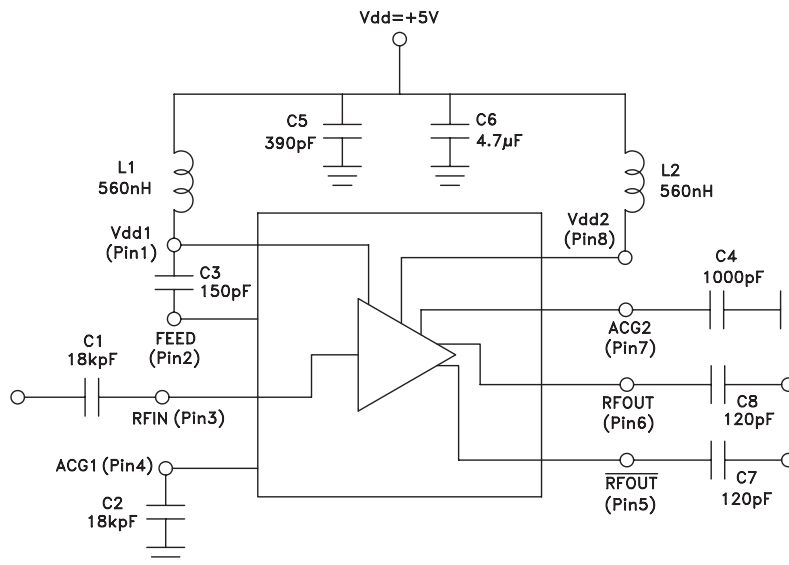 Vdd=+5V
C5
390pF
C6
4.7µF
L1
560nH
L2
560nH
Vdd1
(Pin1)
Vdd2
(Pin8)
C3
150pF
C4
1000pF
FEED
(Pin2)
ACG2
(Pin7)
C1
18kpF
RFIN (Pin3)
RFOUT
(Pin6)
C8
120pF
ACG1 (Pin4)
RFOUT
(Pin5)
C7
120pF
C2
18kpF